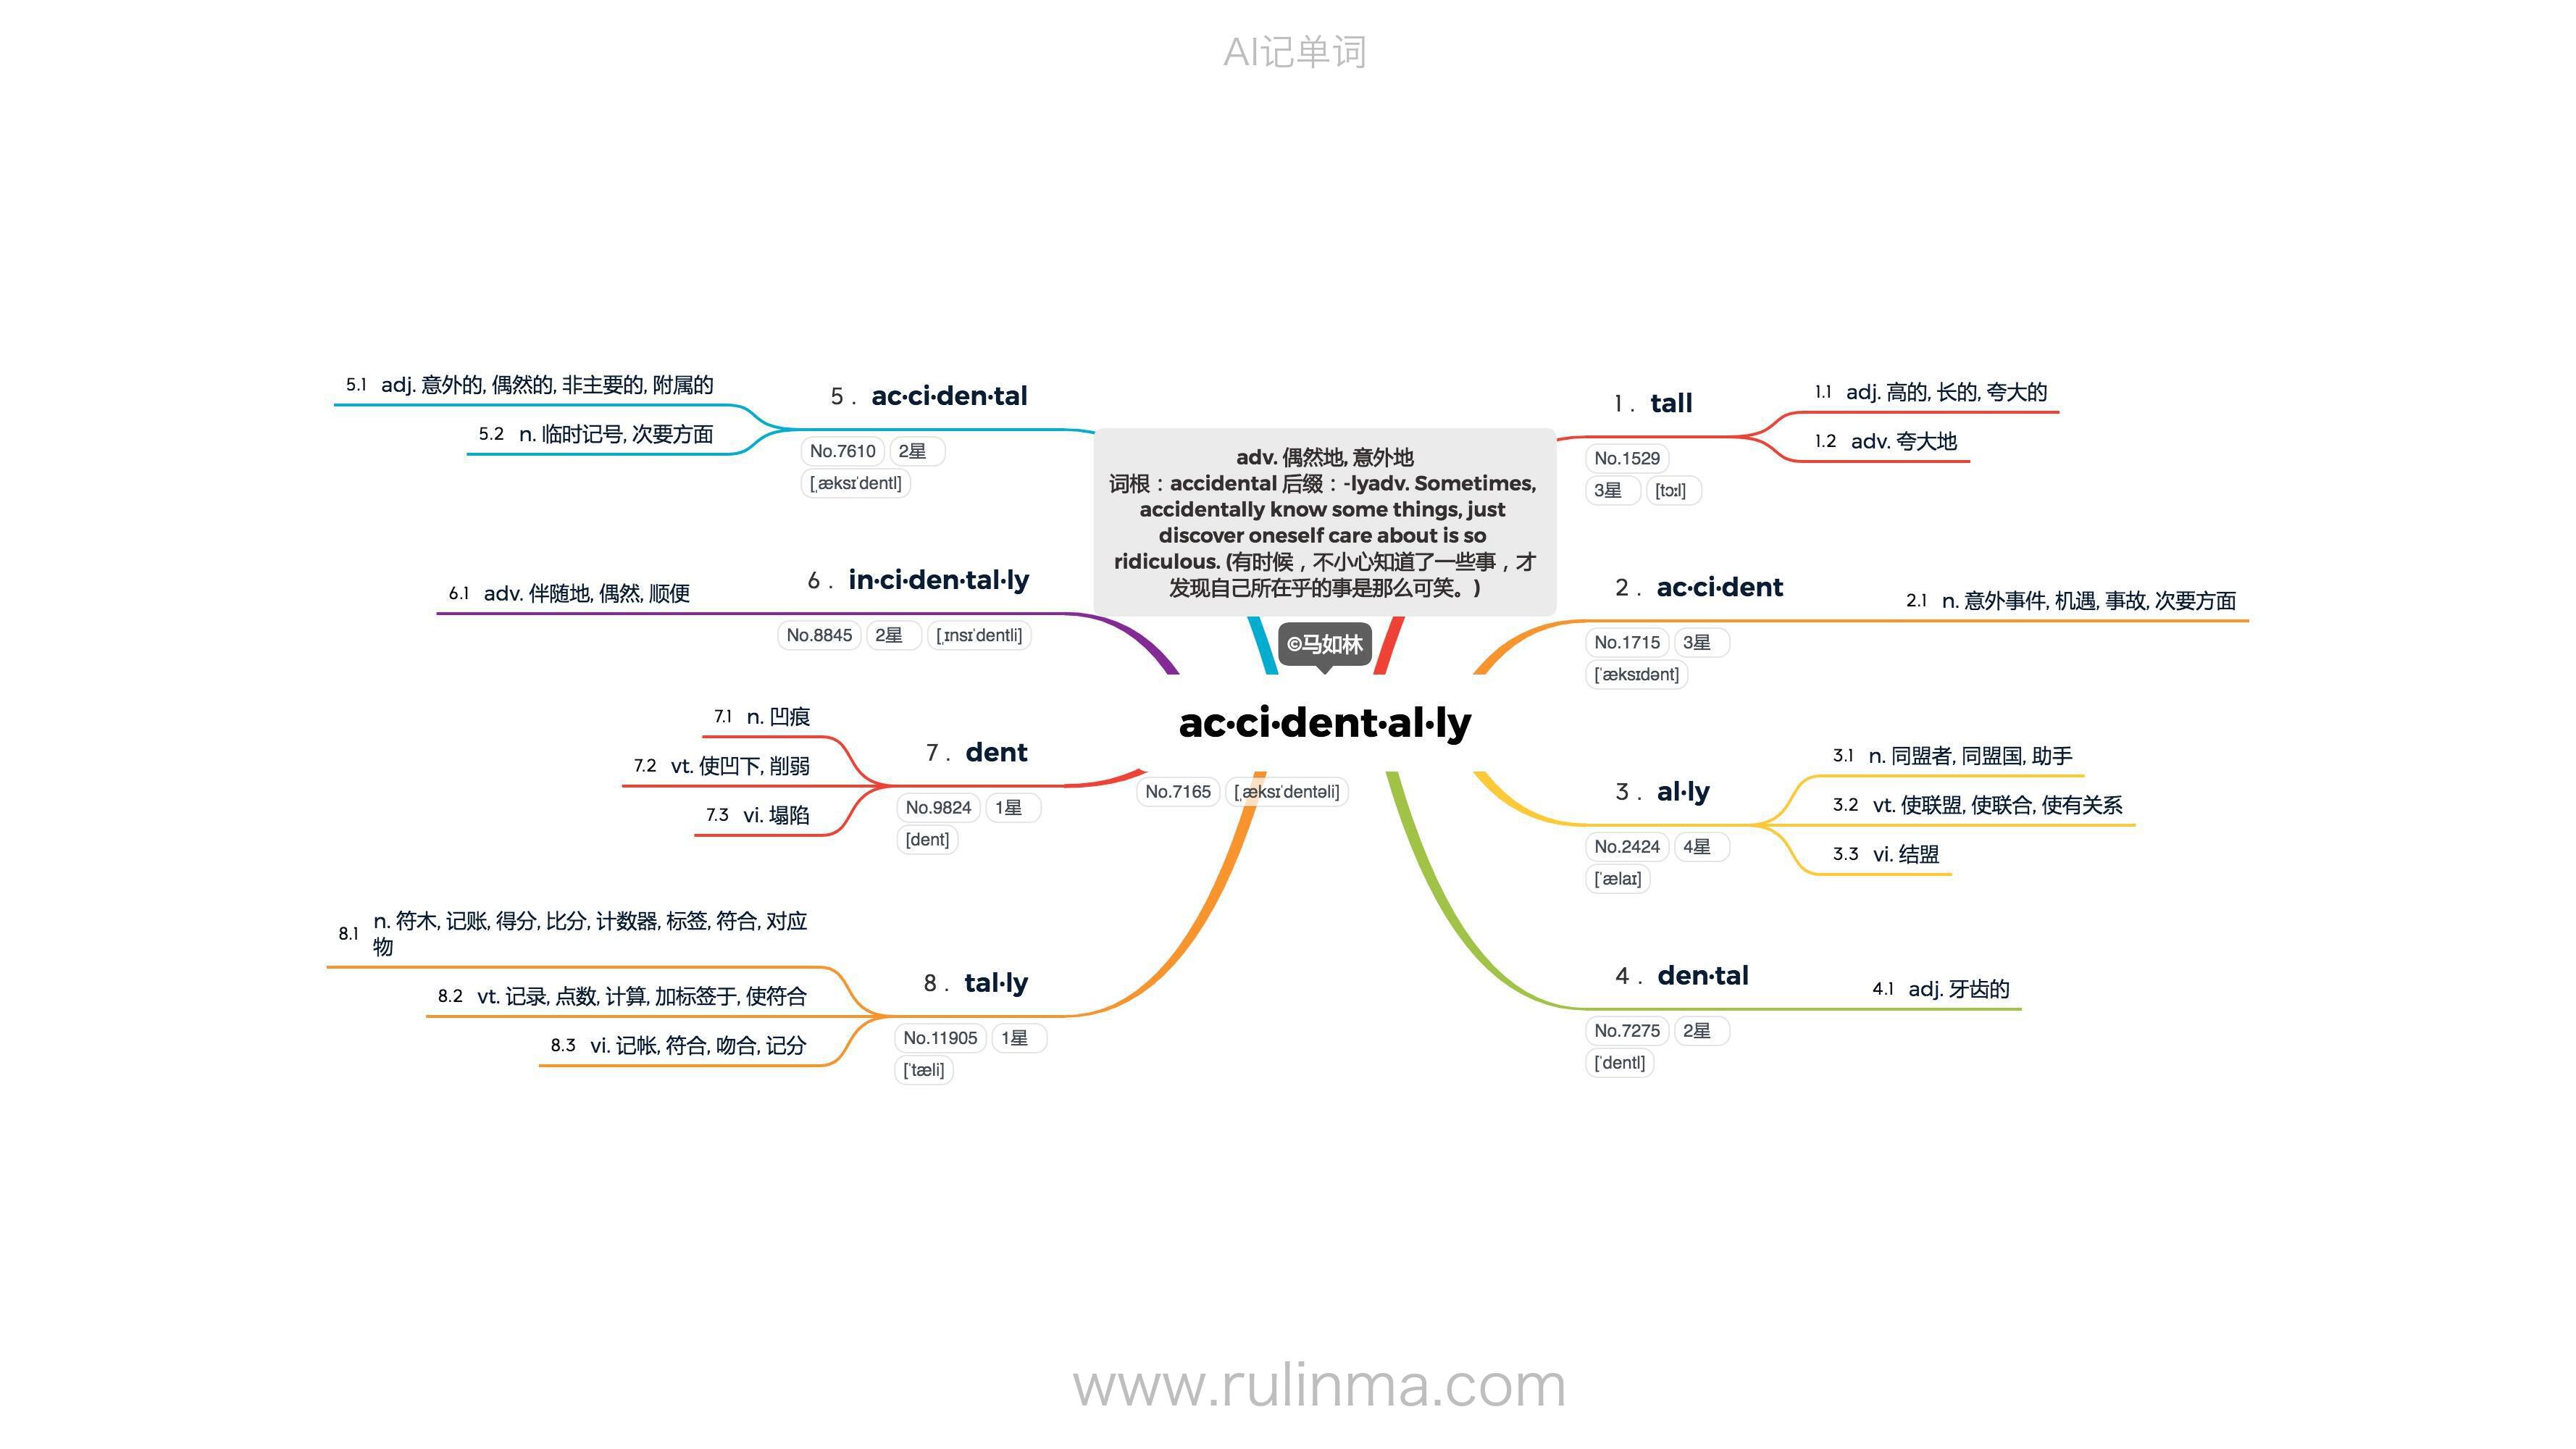 AI记单词
adv. 偶然地, 意外地
词根：accidental 后缀：-lyadv. Sometimes,
accidentally know some things, just
discover oneself care about is so
ridiculous. (有时候，不小心知道了一些事，才
发现自己所在乎的事是那么可笑。)
©马如林
ac·ci·dent·al·ly
No.7165 [ˌæksɪˈdentəli]
1 . tall
No.1529
3星 [tɔːl]
1.1 adj. 高的, 长的, 夸大的
1.2 adv. 夸大地
2 . ac·ci·dent
No.1715 3星
[ˈæksɪdənt]
2.1 n. 意外事件, 机遇, 事故, 次要方面
3 . al·ly
No.2424 4星
[ˈælaɪ]
3.1 n. 同盟者, 同盟国, 助手
3.2 vt. 使联盟, 使联合, 使有关系
3.3 vi. 结盟
4 . den·tal
No.7275 2星
[ˈdentl]
4.1 adj. 牙齿的
5 . ac·ci·den·tal
No.7610 2星
[ˌæksɪˈdentl]
5.1 adj. 意外的, 偶然的, 非主要的, 附属的
5.2 n. 临时记号, 次要方面
6 . in·ci·den·tal·ly
No.8845 2星 [ˌɪnsɪˈdentli]
6.1 adv. 伴随地, 偶然, 顺便
7 . dent
No.9824 1星
[dent]
7.1 n. 凹痕
7.2 vt. 使凹下, 削弱
7.3 vi. 塌陷
8 . tal·ly
No.11905 1星
[ˈtæli]
8.1 n. 符木, 记账, 得分, 比分, 计数器, 标签, 符合, 对应
物
8.2 vt. 记录, 点数, 计算, 加标签于, 使符合
8.3 vi. 记帐, 符合, 吻合, 记分
www.rulinma.com